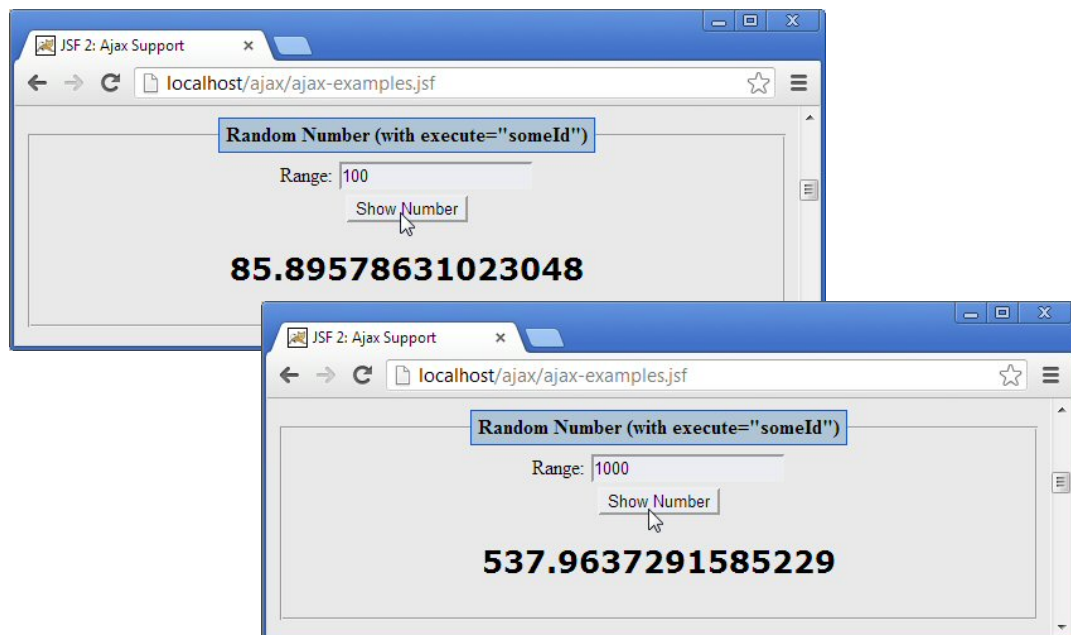 JSF 2: Ajax Support
localhost/ajax/ajax-examples.jsf
Random Number (with execute="someId")
Range: 100
Show Number
85.89578631023048
JSF 2: Ajax Support
localhost/ajax/ajax-examples.jsf
Random Number (with execute="someId")
Range: 1000
Show Number
537.9637291585229